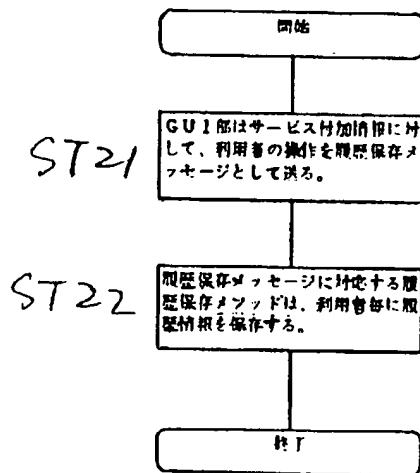 開始
ST21
GUI部はサービス付加情報に対
して、利用者の操作を履歴保存メ
ッセージとして送る。
ST22
履歴保存メッセージに対応する履
歴保存メソッドは、利用者毎に履
歴情報を保存する。
終了